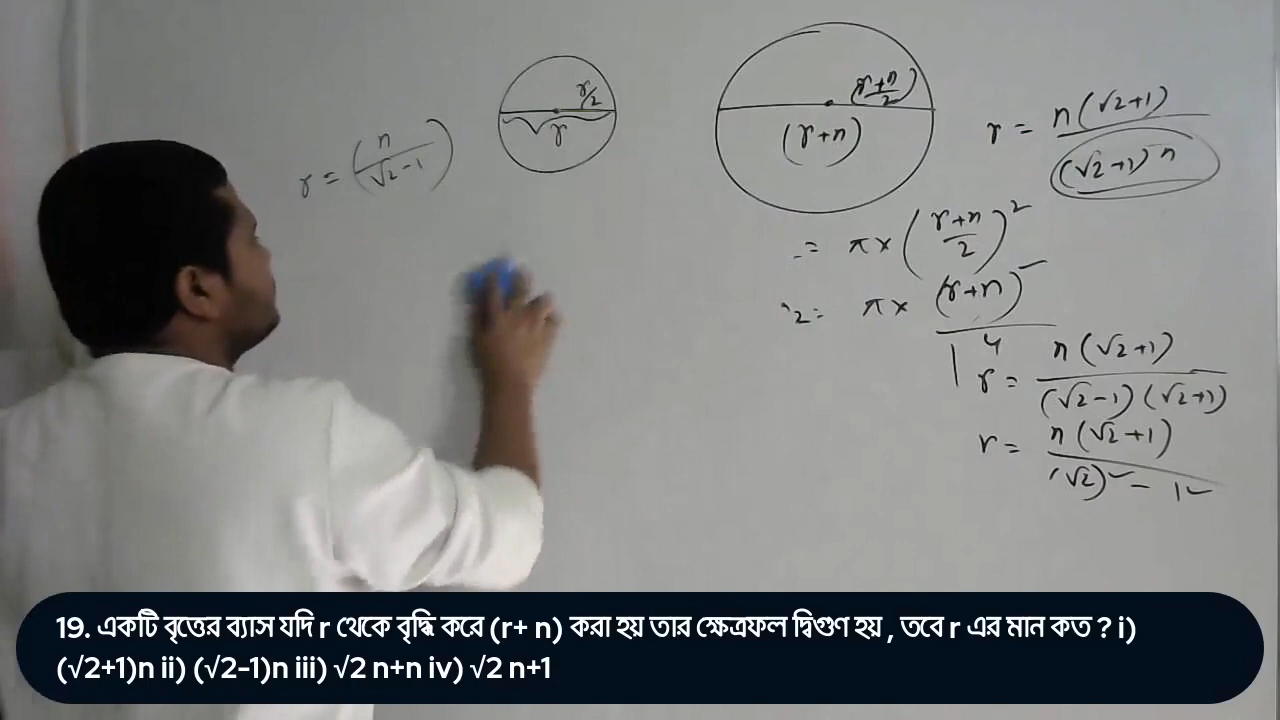 r = (n/√2-1)
r/2
r
(r+n/2)
(r+n)
r = n(√2+1)
(√2+1) n
= π× (r+n/2)²
2= π× (r+n)²
4
r = n(√2+1)
(√2-1)(√2+1)
r = n(√2+1)
(√2)² - 1²
19. একটি বৃত্তের ব্যাস যদি r থেকে বৃদ্ধি করে (r+ n) করা হয় তার ক্ষেত্রফল দ্বিগুণ হয় , তবে r এর মান কত ? i)
(√2+1)n ii) (√2-1)n iii) √2 n+n iv) √2 n+1